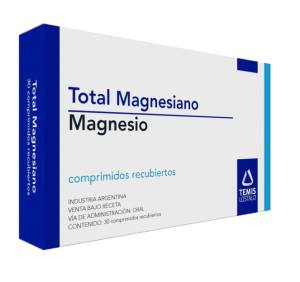 Total Magnesiano
Magnesio
comprimidos recubiertos
INDUSTRIA ARGENTINA
VENTA BAJO RECETA
VÍA DE ADMINISTRACIÓN: ORAL
CONTENIDO: 30 comprimidos recubiertos
TEMIS
LOSTALO
Total Magnesiano
30 comprimidos recubiertos